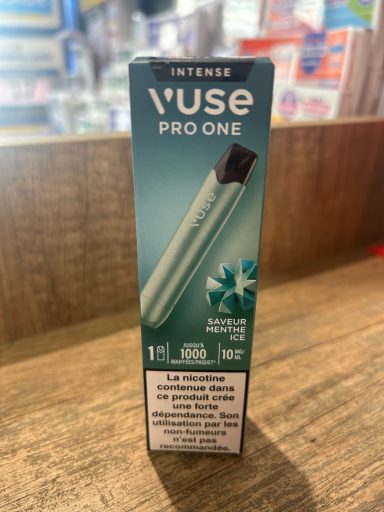 INTENSE
VUSE
PRO ONE
vuse
SAVEUR
MENTHE
ICE
1
JUSQU'À
1000
BOUFFÉES/PAQUET*
10 MG/ML
La nicotine
contenue dans
ce produit crée
une forte
dépendance. Son
utilisation par les
non-fumeurs
n'est pas
recommandée.